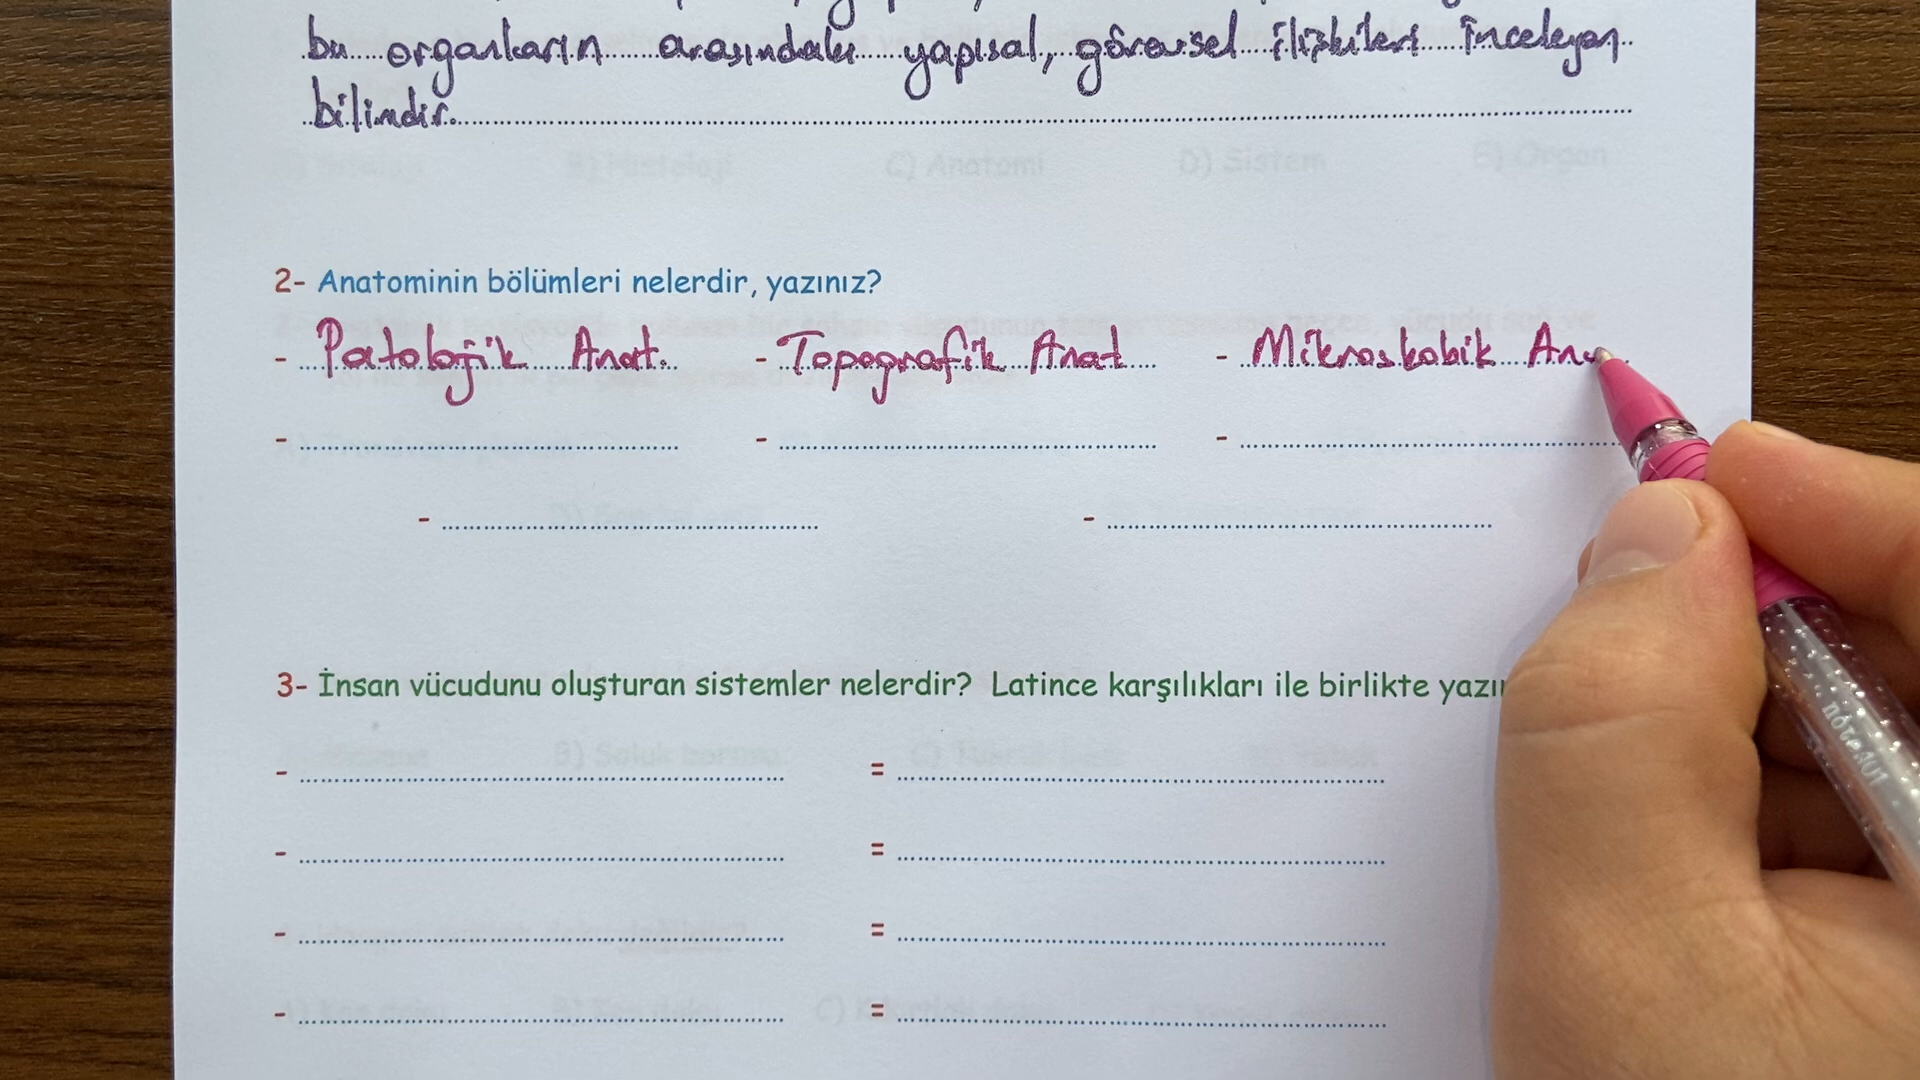 bu organların arasındaki yapısal, görevsel ilişkileri inceleyen
bilimdir.
2- Anatominin bölümleri nelerdir, yazınız?
- Patolojik Anat. - Topografik Anat - Mikroskobik Ana
- - -
- -
3- İnsan vücudunu oluşturan sistemler nelerdir? Latince karşılıkları ile birlikte yazı
- =
- =
- =
- =